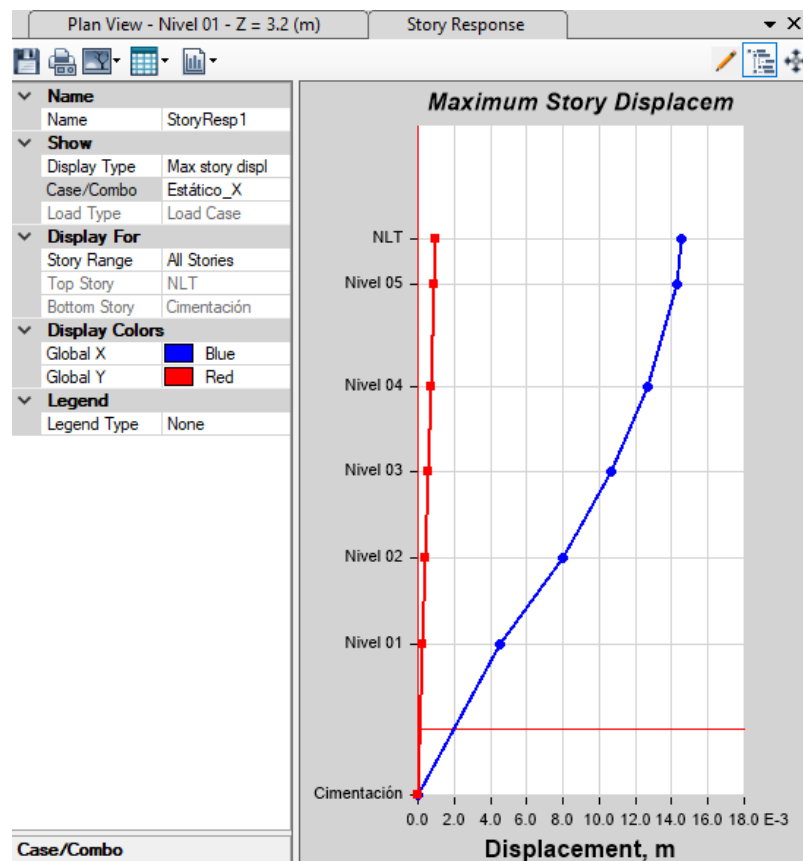 Plan View - Nivel 01 - Z = 3.2 (m)
Story Response
Name
Name StoryResp1
Show
Display Type Max story displ
Case/Combo Estático_X
Load Type Load Case
Display For
Story Range All Stories
Top Story NLT
Bottom Story Cimentación
Display Colors
Global X Blue
Global Y Red
Legend
Legend Type None
Case/Combo
Maximum Story Displacem
NLT
Nivel 05
Nivel 04
Nivel 03
Nivel 02
Nivel 01
Cimentación
0.0 2.0 4.0 6.0 8.0 10.0 12.0 14.0 16.0 18.0 E-3
Displacement, m